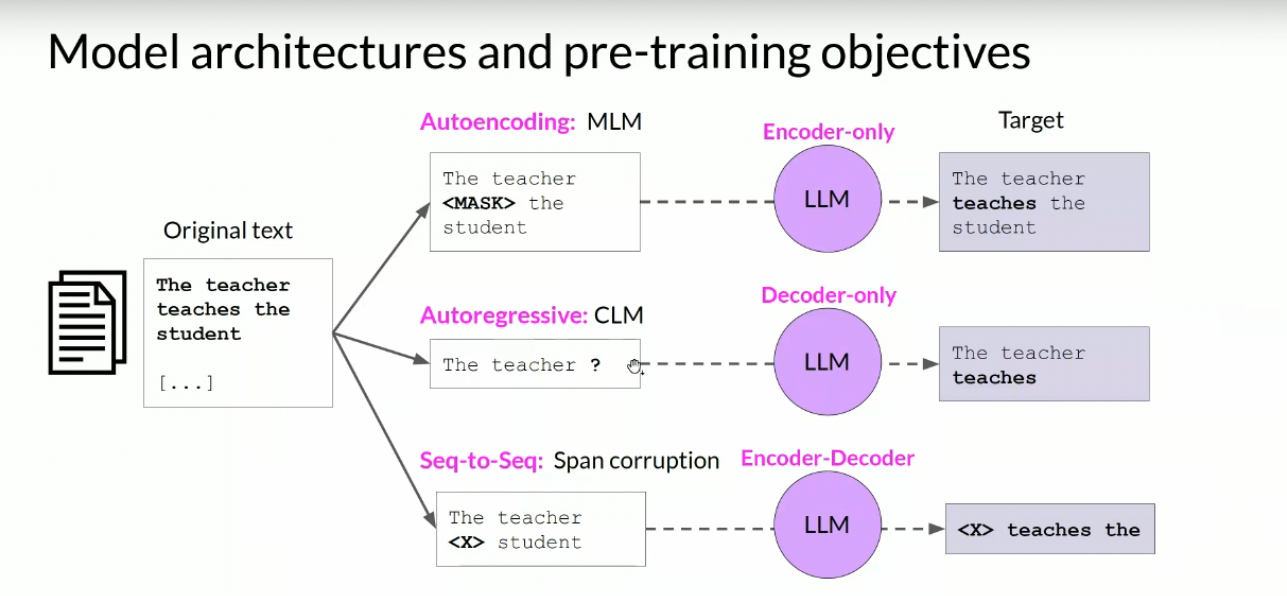 Model architectures and pre-training objectives
Original text
The teacher
teaches the
student
[...]
Autoencoding: MLM
The teacher
<MASK> the
student
Encoder-only
LLM
Target
The teacher
teaches the
student
Autoregressive: CLM
The teacher ?
Decoder-only
LLM
The teacher
teaches
Seq-to-Seq: Span corruption
The teacher
<X> student
Encoder-Decoder
LLM
<X> teaches the